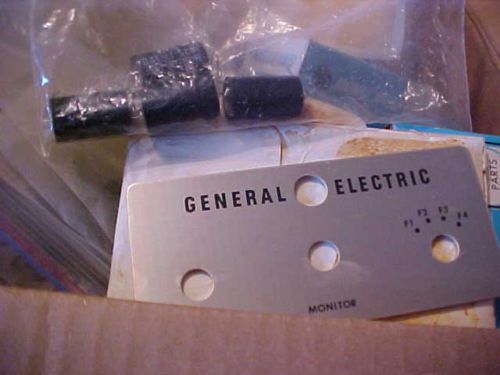 GENERAL ELECTRIC
F1 F2 F3 F4
MONITOR
PARTS